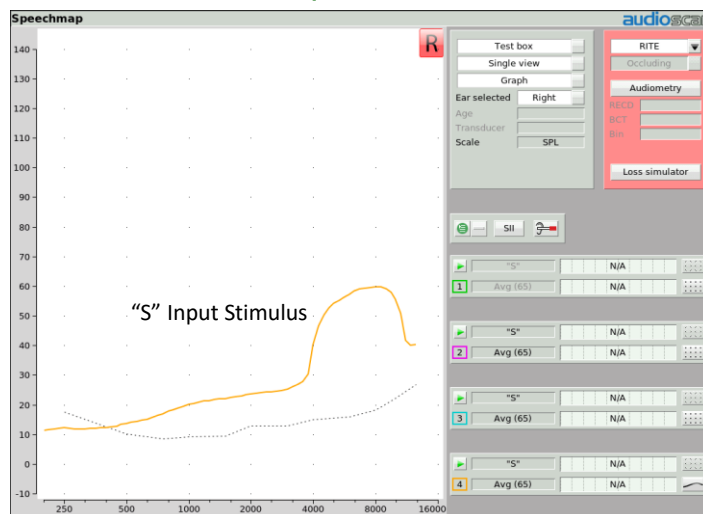 Speechmap
audioscan
R
140
130
120
110
100
90
80
70
60
50
40
30
20
10
0
-10
250
500
1000
2000
4000
8000
16000
“S” Input Stimulus
Test box
Single view
Graph
Ear selected Right
Age
Transducer
Scale SPL
RITE
Occluding
Audiometry
RECD
BCT
Bin
Loss simulator
SII
"S" N/A
1 Avg (65) N/A
"S" N/A
2 Avg (65) N/A
"S" N/A
3 Avg (65) N/A
"S" N/A
4 Avg (65) N/A